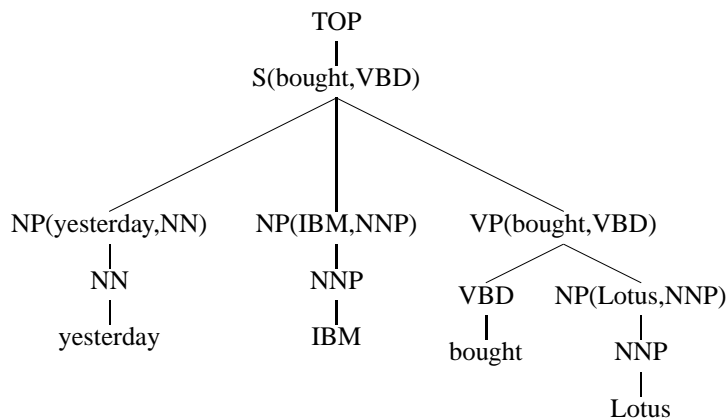 TOP
S(bought,VBD)
NP(yesterday,NN) NP(IBM,NNP) VP(bought,VBD)
NN NNP VBD NP(Lotus,NNP)
yesterday IBM bought NNP
Lotus